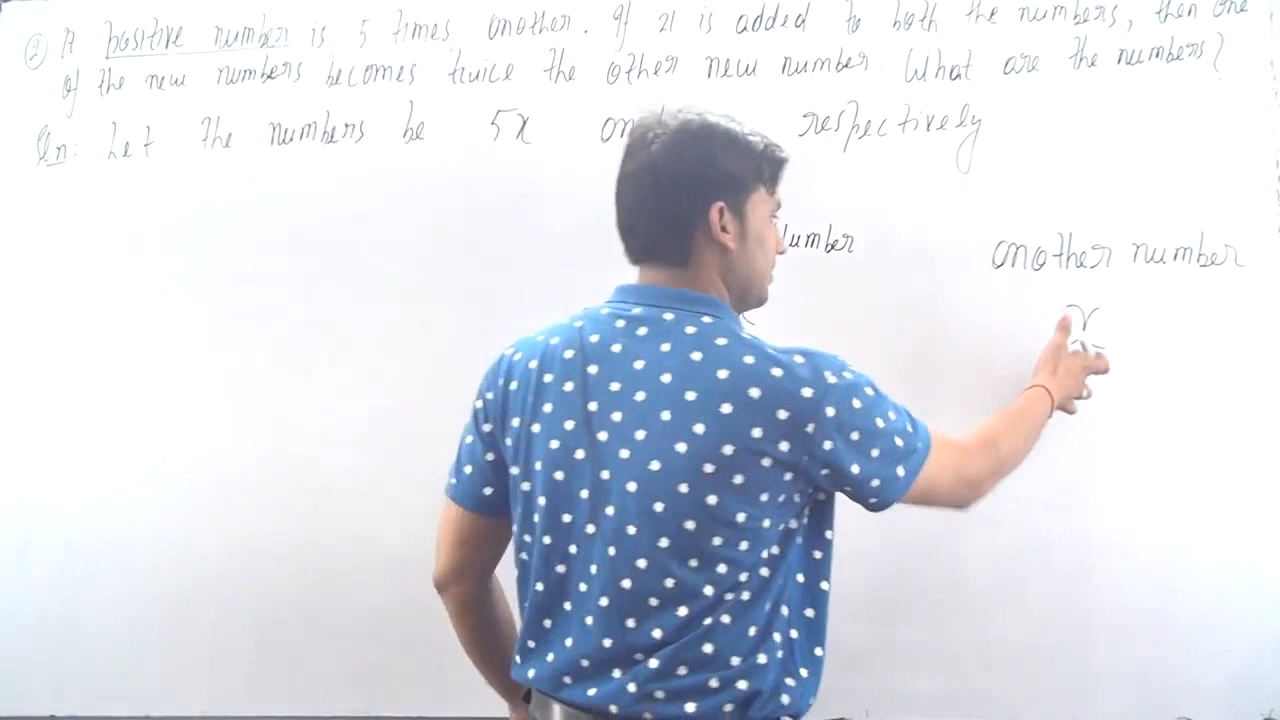 ② A positive number is 5 times another. If 21 is added to both the numbers, then one
of the new numbers becomes twice the other new number. What are the numbers?
Sn: Let the numbers be 5x respectively
another number